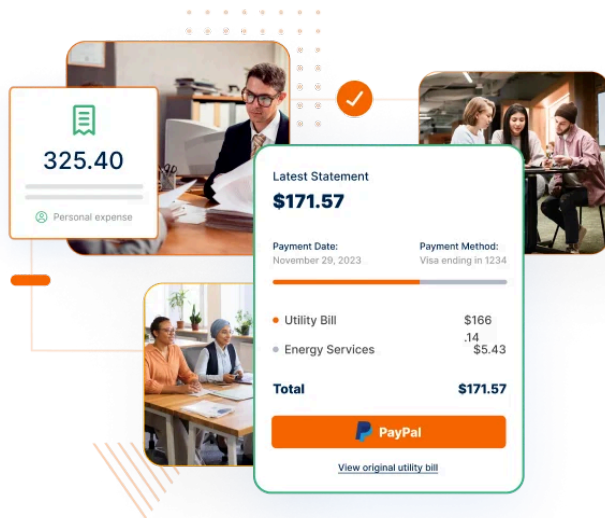 325.40
Personal expense
Latest Statement
$171.57
Payment Date:
Payment Method:
November 29, 2023
Visa ending in 1234
Utility Bill
$166
.14
Energy Services
$5.43
Total
$171.57
PayPal
View original utility bill